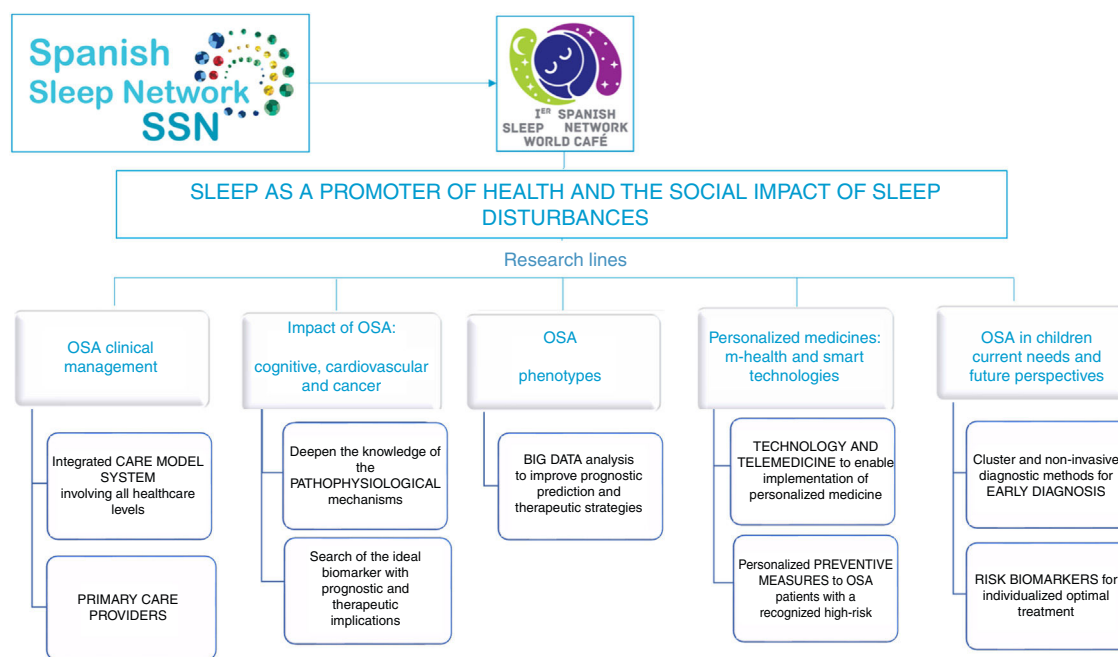 Spanish
Sleep Network
SSN
I ER SPANISH
SLEEP NETWORK
WORLD CAFÉ
SLEEP AS A PROMOTER OF HEALTH AND THE SOCIAL IMPACT OF SLEEP
DISTURBANCES
Research lines
OSA clinical
management
Integrated CARE MODEL
SYSTEM
involving all healthcare
levels
PRIMARY CARE
PROVIDERS
Impact of OSA:
cognitive, cardiovascular
and cancer
Deepen the knowledge of
the
PATHOPHYSIOLOGICAL
mechanisms
Search of the ideal
biomarker with
prognostic and
therapeutic
implications
OSA
phenotypes
BIG DATA analysis
to improve prognostic
prediction and
therapeutic strategies
Personalized medicines:
m-health and smart
technologies
TECHNOLOGY AND
TELEMEDICINE to enable
implementation of
personalized medicine
Personalized PREVENTIVE
MEASURES to OSA
patients with a
recognized high-risk
OSA in children
current needs and
future perspectives
Cluster and non-invasive
diagnostic methods for
EARLY DIAGNOSIS
RISK BIOMARKERS for
individualized optimal
treatment